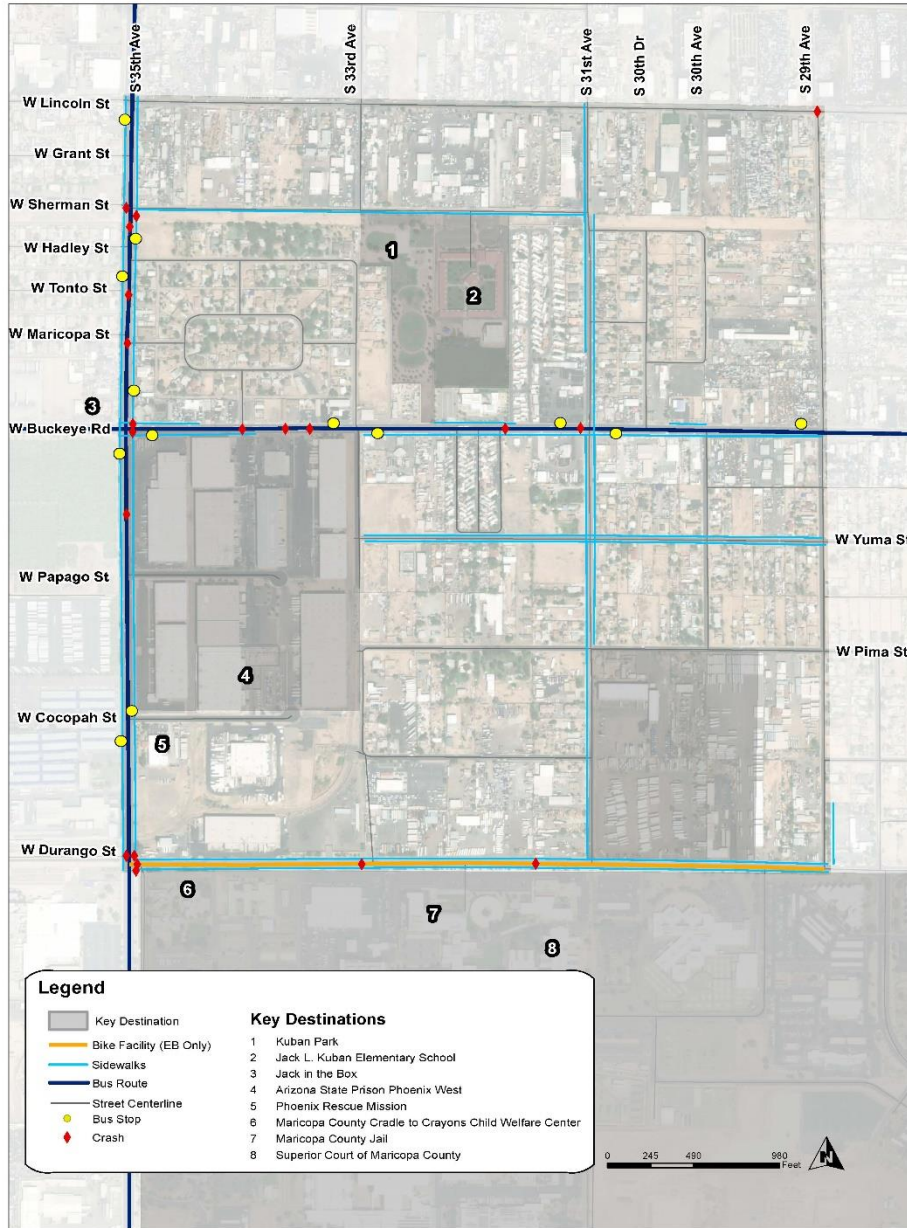 S 35th Ave
S 33rd Ave
S 31st Ave
S 30th Dr
S 30th Ave
S 29th Ave
W Lincoln St
W Grant St
W Sherman St
W Hadley St
1
W Tonto St
2
W Maricopa St
3
W Buckeye Rd
W Yuma St
W Papago St
W Pima St
4
W Cocopah St
5
W Durango St
6
7
8
Legend
Key Destination
Bike Facility (EB Only)
Sidewalks
Bus Route
Street Centerline
Bus Stop
Crash
Key Destinations
1 Kuban Park
2 Jack L. Kuban Elementary School
3 Jack in the Box
4 Arizona State Prison Phoenix West
5 Phoenix Rescue Mission
6 Maricopa County Cradle to Crayons Child Welfare Center
7 Maricopa County Jail
8 Superior Court of Maricopa County
0 245 490 980
Feet
N